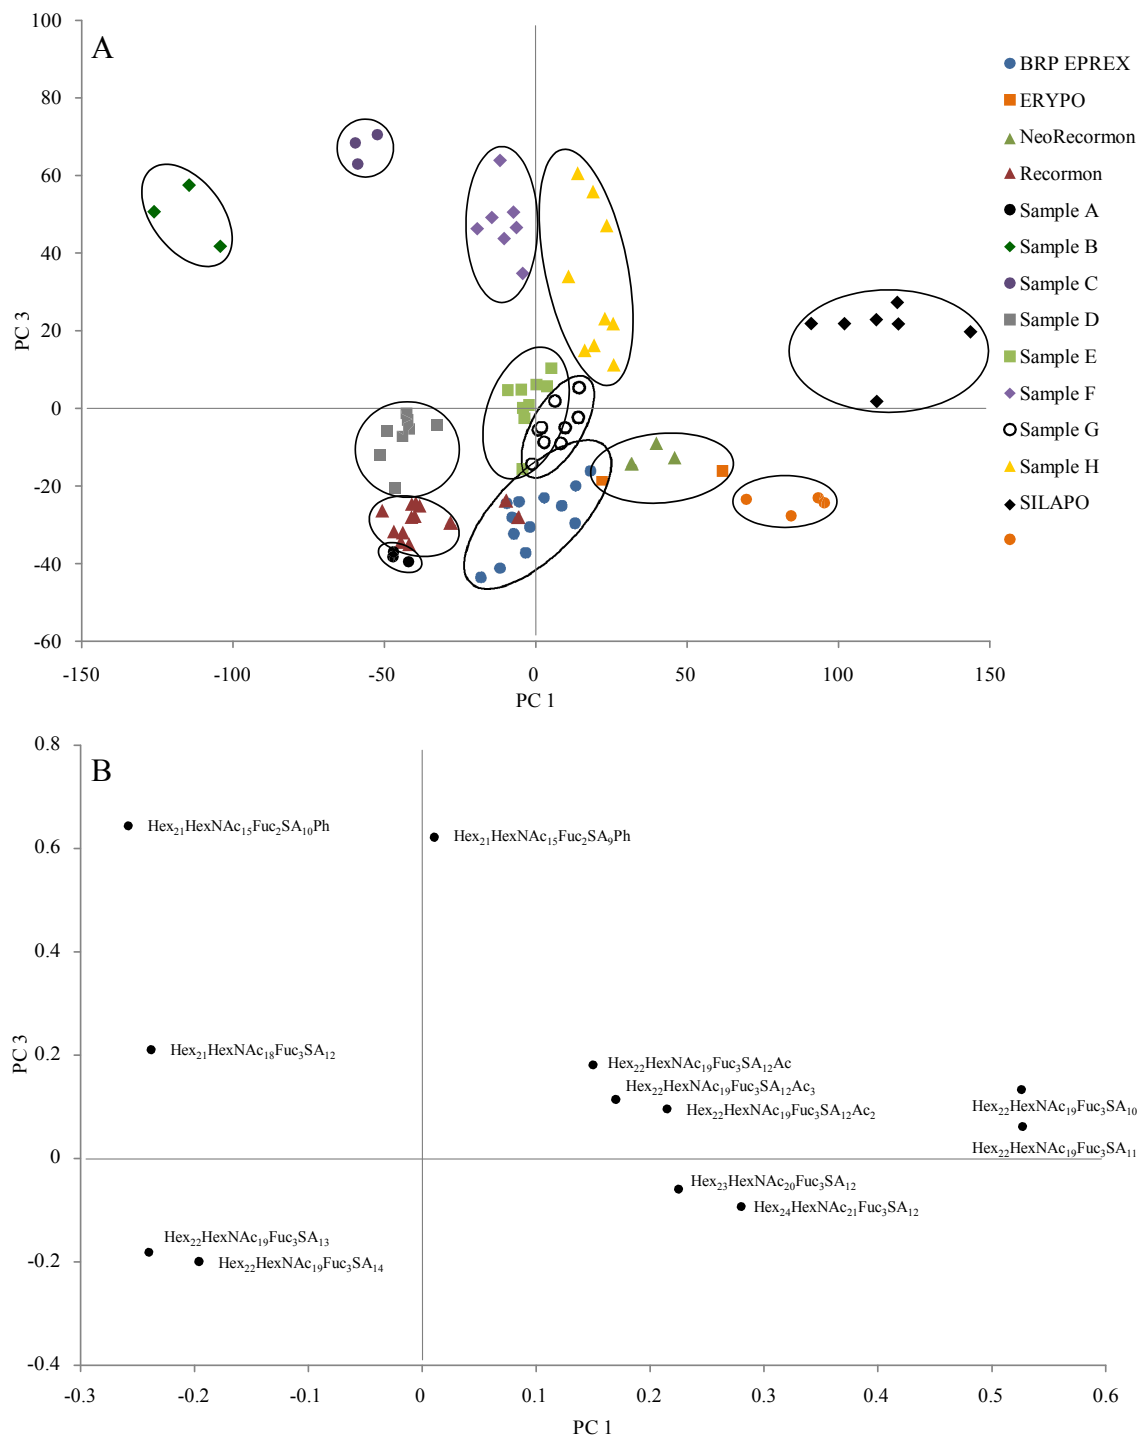 A
100
80
60
40
20
0
-20
-40
-60
PC 3
-150
-100
-50
0
50
100
150
PC 1
BRP EPREX
ERYPO
NeoRecormon
Recormon
Sample A
Sample B
Sample C
Sample D
Sample E
Sample F
Sample G
Sample H
SILAPO
B
0.8
0.6
0.4
0.2
0
-0.2
-0.4
PC 3
Hex₂₁HexNAc₁₅Fuc₂SA₁₀Ph
Hex₂₁HexNAc₁₅Fuc₂SA₉Ph
Hex₂₁HexNAc₁₈Fuc₃SA₁₂
Hex₂₂HexNAc₁₉Fuc₃SA₁₂Ac
Hex₂₂HexNAc₁₉Fuc₃SA₁₂Ac₃
Hex₂₂HexNAc₁₉Fuc₃SA₁₂Ac₂
Hex₂₂HexNAc₁₉Fuc₃SA₁₀
Hex₂₂HexNAc₁₉Fuc₃SA₁₁
Hex₂₃HexNAc₂₀Fuc₃SA₁₂
Hex₂₄HexNAc₂₁Fuc₃SA₁₂
Hex₂₂HexNAc₁₉Fuc₃SA₁₃
Hex₂₂HexNAc₁₉Fuc₃SA₁₄
-0.3
-0.2
-0.1
0
0.1
0.2
0.3
0.4
0.5
0.6
PC 1